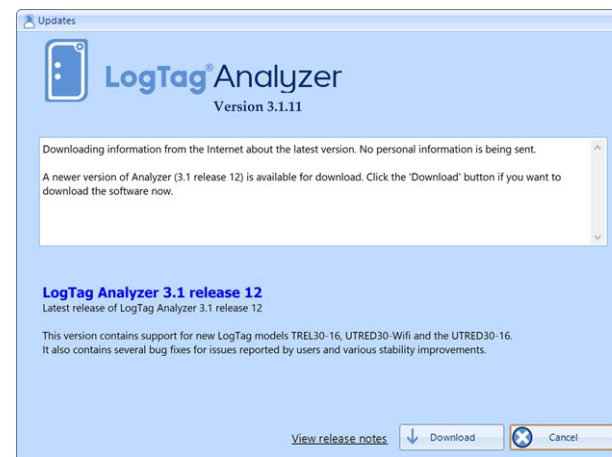 Updates
LogTag® Analyzer
Version 3.1.11
Downloading information from the Internet about the latest version. No personal information is being sent.
A newer version of Analyzer (3.1 release 12) is available for download. Click the 'Download' button if you want to
download the software now.
LogTag Analyzer 3.1 release 12
Latest release of LogTag Analyzer 3.1 release 12
This version contains support for new LogTag models TREL30-16, UTRED30-Wifi and the UTRED30-16.
It also contains several bug fixes for issues reported by users and various stability improvements.
View release notes Download Cancel